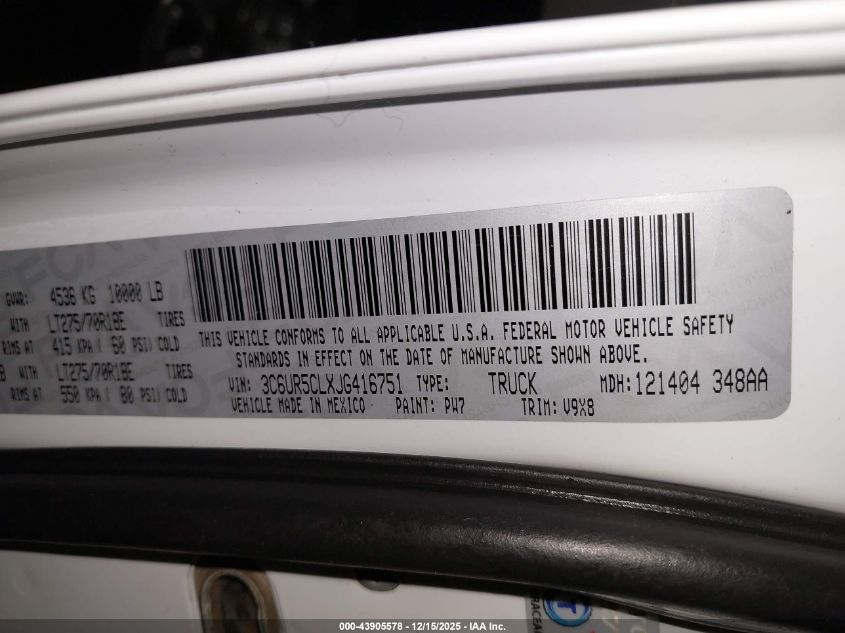 GVWR: 4536 KG 10000 LB
WITH LT275/70R18E TIRES
RIMS AT 415 KPA ( 60 PSI) COLD
B WITH LT275/70R18E TIRES
RIMS AT 550 KPA ( 80 PSI) COLD
THIS VEHICLE CONFORMS TO ALL APPLICABLE U.S.A. FEDERAL MOTOR VEHICLE SAFETY
STANDARDS IN EFFECT ON THE DATE OF MANUFACTURE SHOWN ABOVE.
VIN: 3C6UR5CLXJG416751 TYPE: TRUCK MDH: 121404 348AA
VEHICLE MADE IN MEXICO PAINT: PW7 TRIM: V9X8
000-43905578 - 12/15/2025 - IAA Inc.